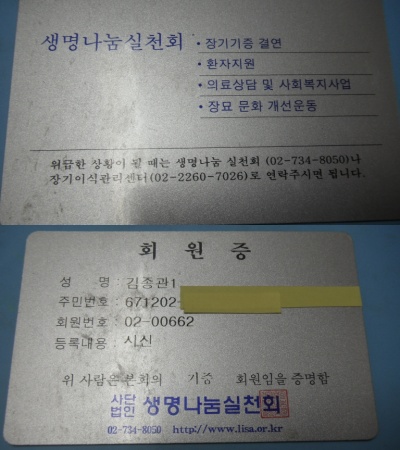 생명나눔실천회
• 장기기증 결연
• 환자지원
• 의료상담 및 사회복지사업
• 장묘 문화 개선운동
위급한 상황이 될 때는 생명나눔 실천회 (02-734-8050)나
장기이식관리센터(02-2260-7026)로 연락주시면 됩니다.
회 원 증
성 명 : 김종관1
주민번호 : 671202-
회원번호 : 02-00662
등록내용 : 시신
위 사람은 본회의 기증 회원임을 증명함
사단법인 생명나눔실천회
02-734-8050 http://www.lisa.or.kr